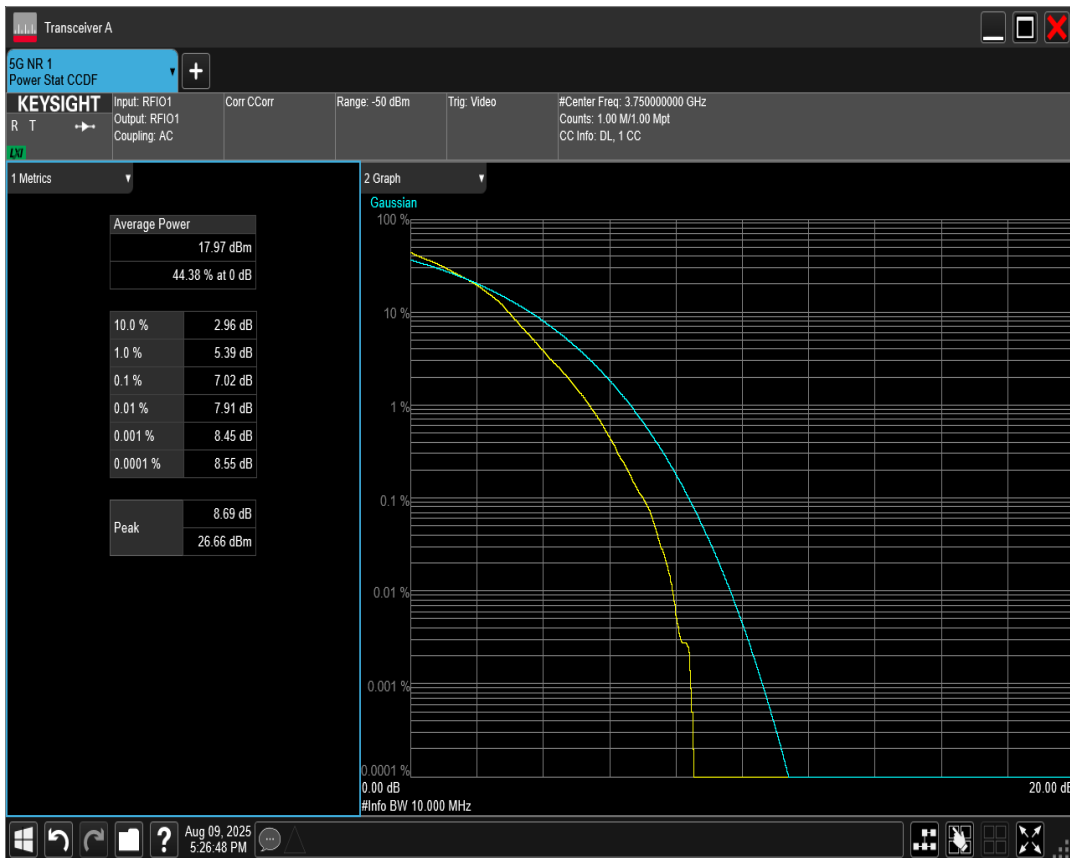 Transceiver A
5G NR 1
Power Stat CCDF
KEYSIGHT
R T
LXI
Input: RFIO1
Output: RFIO1
Coupling: AC
Corr CCorr
Range: -50 dBm
Trig: Video
#Center Freq: 3.750000000 GHz
Counts: 1.00 M/1.00 Mpt
CC Info: DL, 1 CC
1 Metrics
Average Power
17.97 dBm
44.38 % at 0 dB
10.0 % 2.96 dB
1.0 % 5.39 dB
0.1 % 7.02 dB
0.01 % 7.91 dB
0.001 % 8.45 dB
0.0001 % 8.55 dB
Peak
8.69 dB
26.66 dBm
2 Graph
Gaussian
100 %
10 %
1 %
0.1 %
0.01 %
0.001 %
0.0001 %
0.00 dB 20.00 dB
#Info BW 10.000 MHz
? Aug 09, 2025
5:26:48 PM